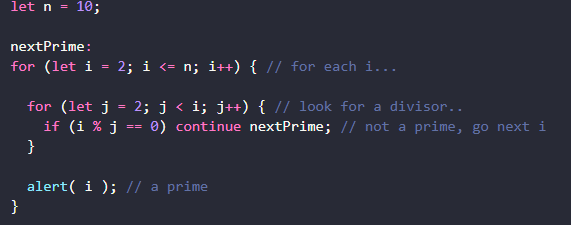 let n = 10;
nextPrime:
for (let i = 2; i <= n; i++) { // for each i...
for (let j = 2; j < i; j++) { // look for a divisor..
if (i % j == 0) continue nextPrime; // not a prime, go next i
}
alert( i ); // a prime
}